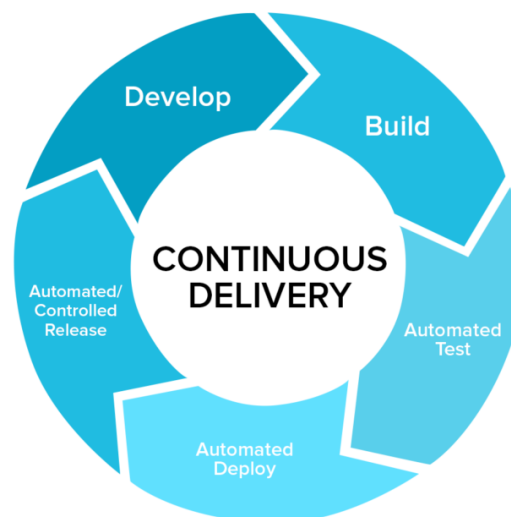 Develop
Build
CONTINUOUS
DELIVERY
Automated/
Controlled
Release
Automated
Test
Automated
Deploy